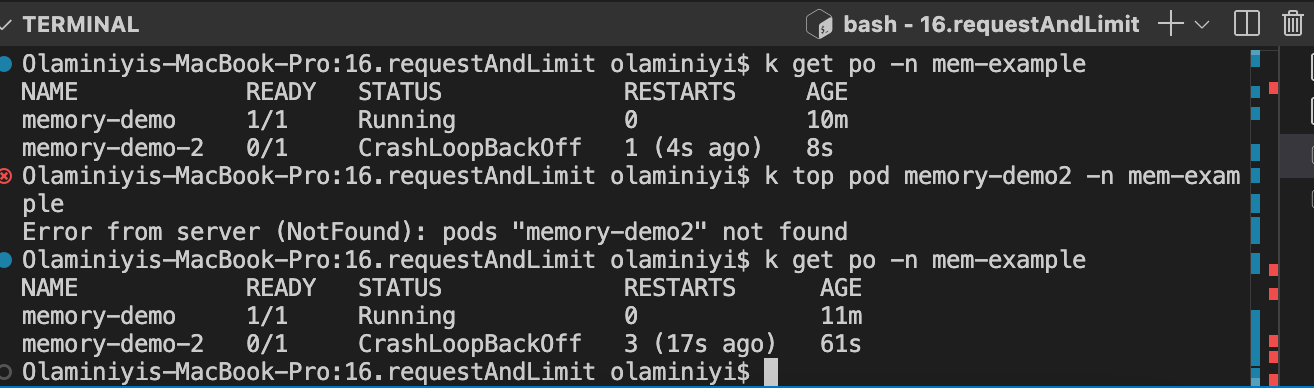 TERMINAL
bash - 16.requestAndLimit
Olaminiyis-MacBook-Pro:16.requestAndLimit olaminiyi$ k get po -n mem-example
NAME READY STATUS RESTARTS AGE
memory-demo 1/1 Running 0 10m
memory-demo-2 0/1 CrashLoopBackOff 1 (4s ago) 8s
Olaminiyis-MacBook-Pro:16.requestAndLimit olaminiyi$ k top pod memory-demo2 -n mem-exam
ple
Error from server (NotFound): pods "memory-demo2" not found
Olaminiyis-MacBook-Pro:16.requestAndLimit olaminiyi$ k get po -n mem-example
NAME READY STATUS RESTARTS AGE
memory-demo 1/1 Running 0 11m
memory-demo-2 0/1 CrashLoopBackOff 3 (17s ago) 61s
Olaminiyis-MacBook-Pro:16.requestAndLimit olaminiyi$